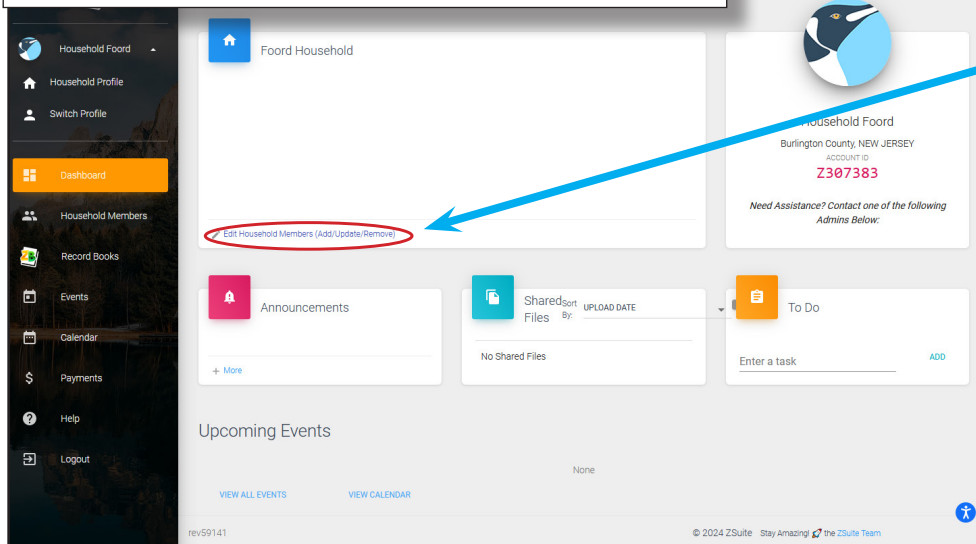 Household Foord
Household Profile
Switch Profile
Dashboard
Household Members
Record Books
Events
Calendar
Payments
Help
Logout
Foord Household
Edit Household Members (Add/Update/Remove)
Household Foord
Burlington County, NEW JERSEY
ACCOUNT ID
Z307383
Need Assistance? Contact one of the following
Admins Below:
Announcements
+ More
Shared Files
Sort By: UPLOAD DATE
No Shared Files
To Do
Enter a task ADD
Upcoming Events
None
VIEW ALL EVENTS VIEW CALENDAR
rev59141
© 2024 ZSuite Stay Amazing! the ZSuite Team